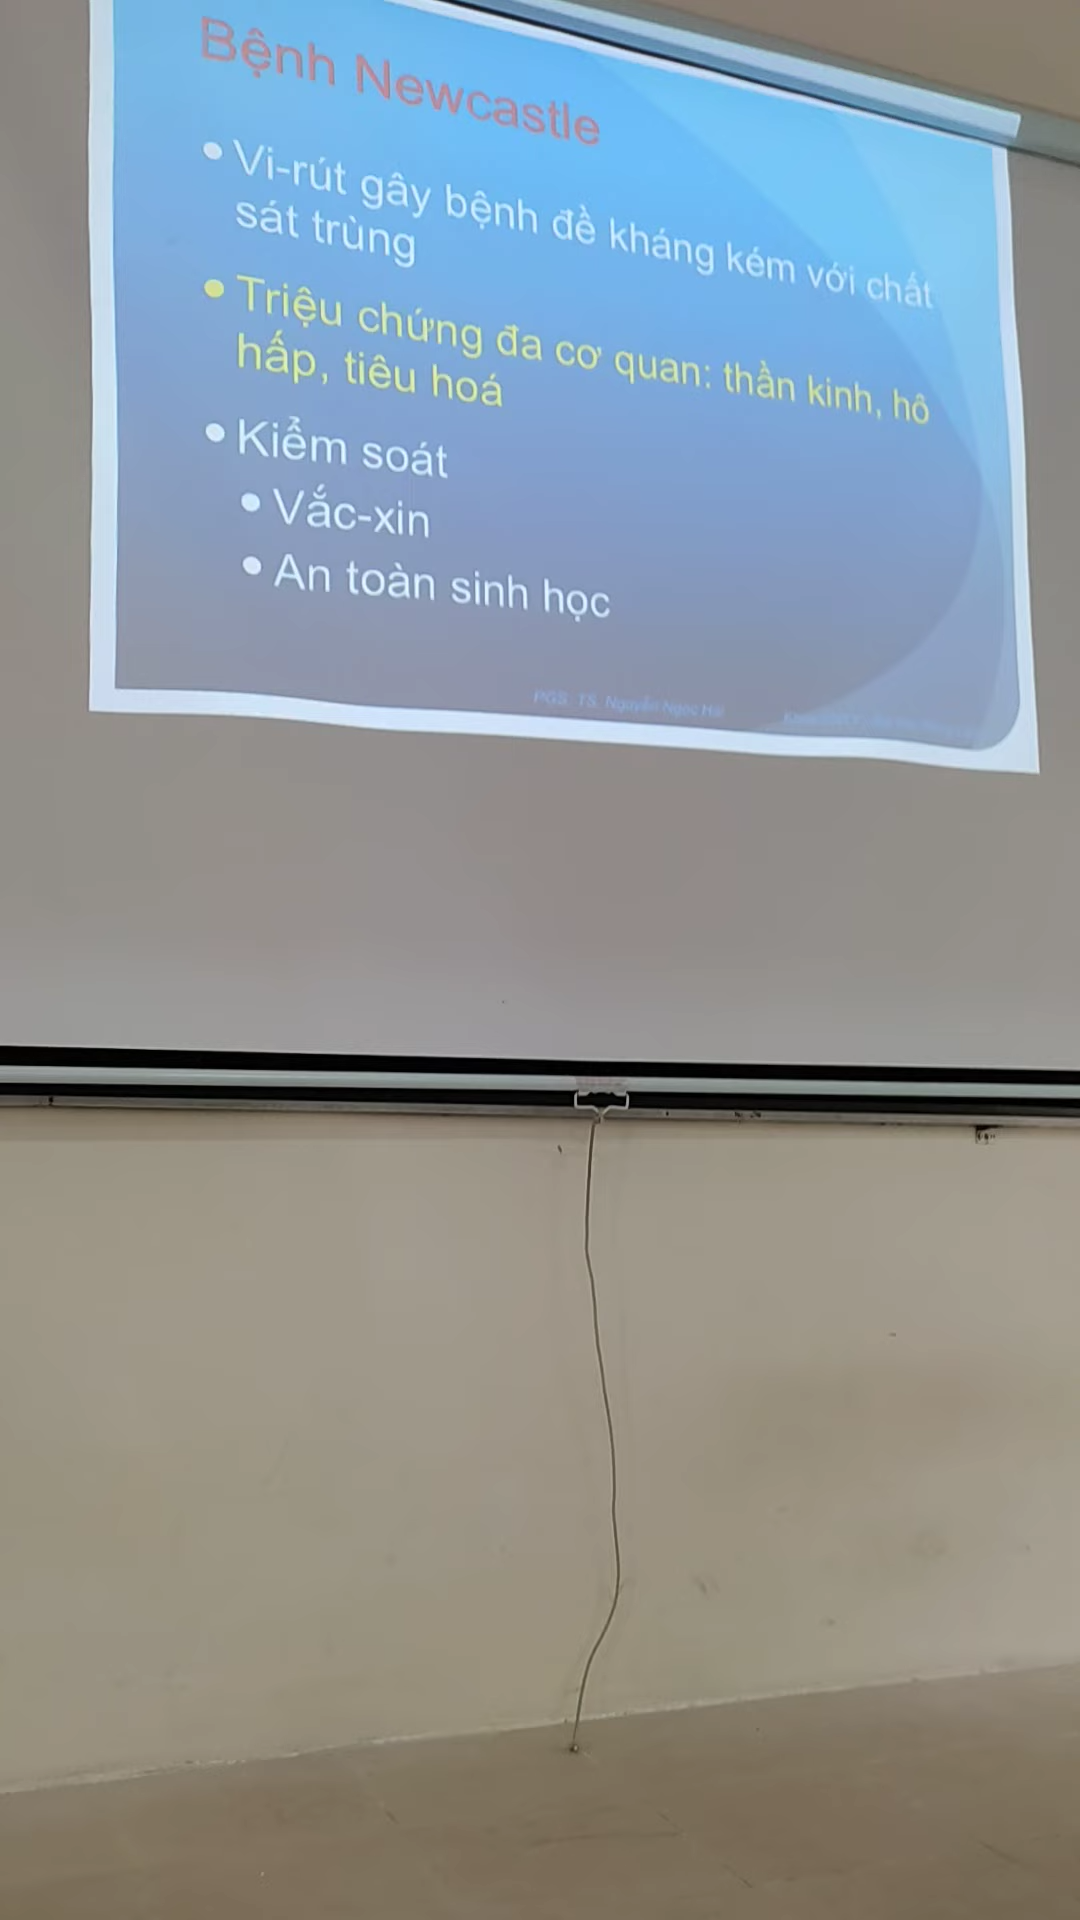 Bệnh Newcastle
• Vi-rút gây bệnh đề kháng kém với chất
sát trùng
• Triệu chứng đa cơ quan: thần kinh, hô
hấp, tiêu hoá
• Kiểm soát
• Vắc-xin
• An toàn sinh học
PGS. TS. Nguyễn Ngọc Hải